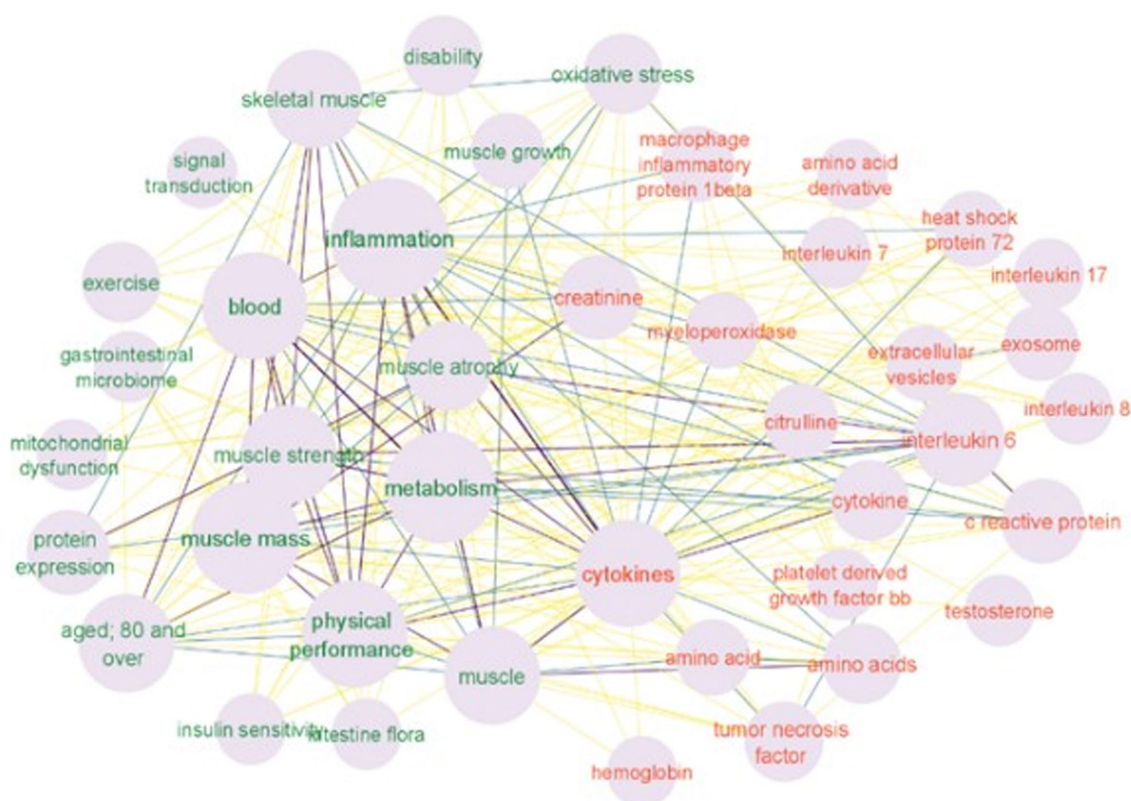 disability
oxidative stress
skeletal muscle
macrophage
inflammatory
protein 1beta
muscle growth
signal
transduction
amino acid
derivative
heat shock
protein 72
inflammation
interleukin 7
interleukin 17
exercise
blood
creatinine
myeloperoxidase
exosome
extracellular
vesicles
gastrointestinal
microbiome
muscle atrophy
interleukin 8
citrulline
interleukin 6
mitochondrial
dysfunction
muscle strength
metabolism
cytokine
c reactive protein
protein
expression
muscle mass
cytokines
platelet derived
growth factor bb
testosterone
aged; 80 and
over
physical
performance
muscle
amino acid
amino acids
insulin sensitivity
intestine flora
tumor necrosis
factor
hemoglobin